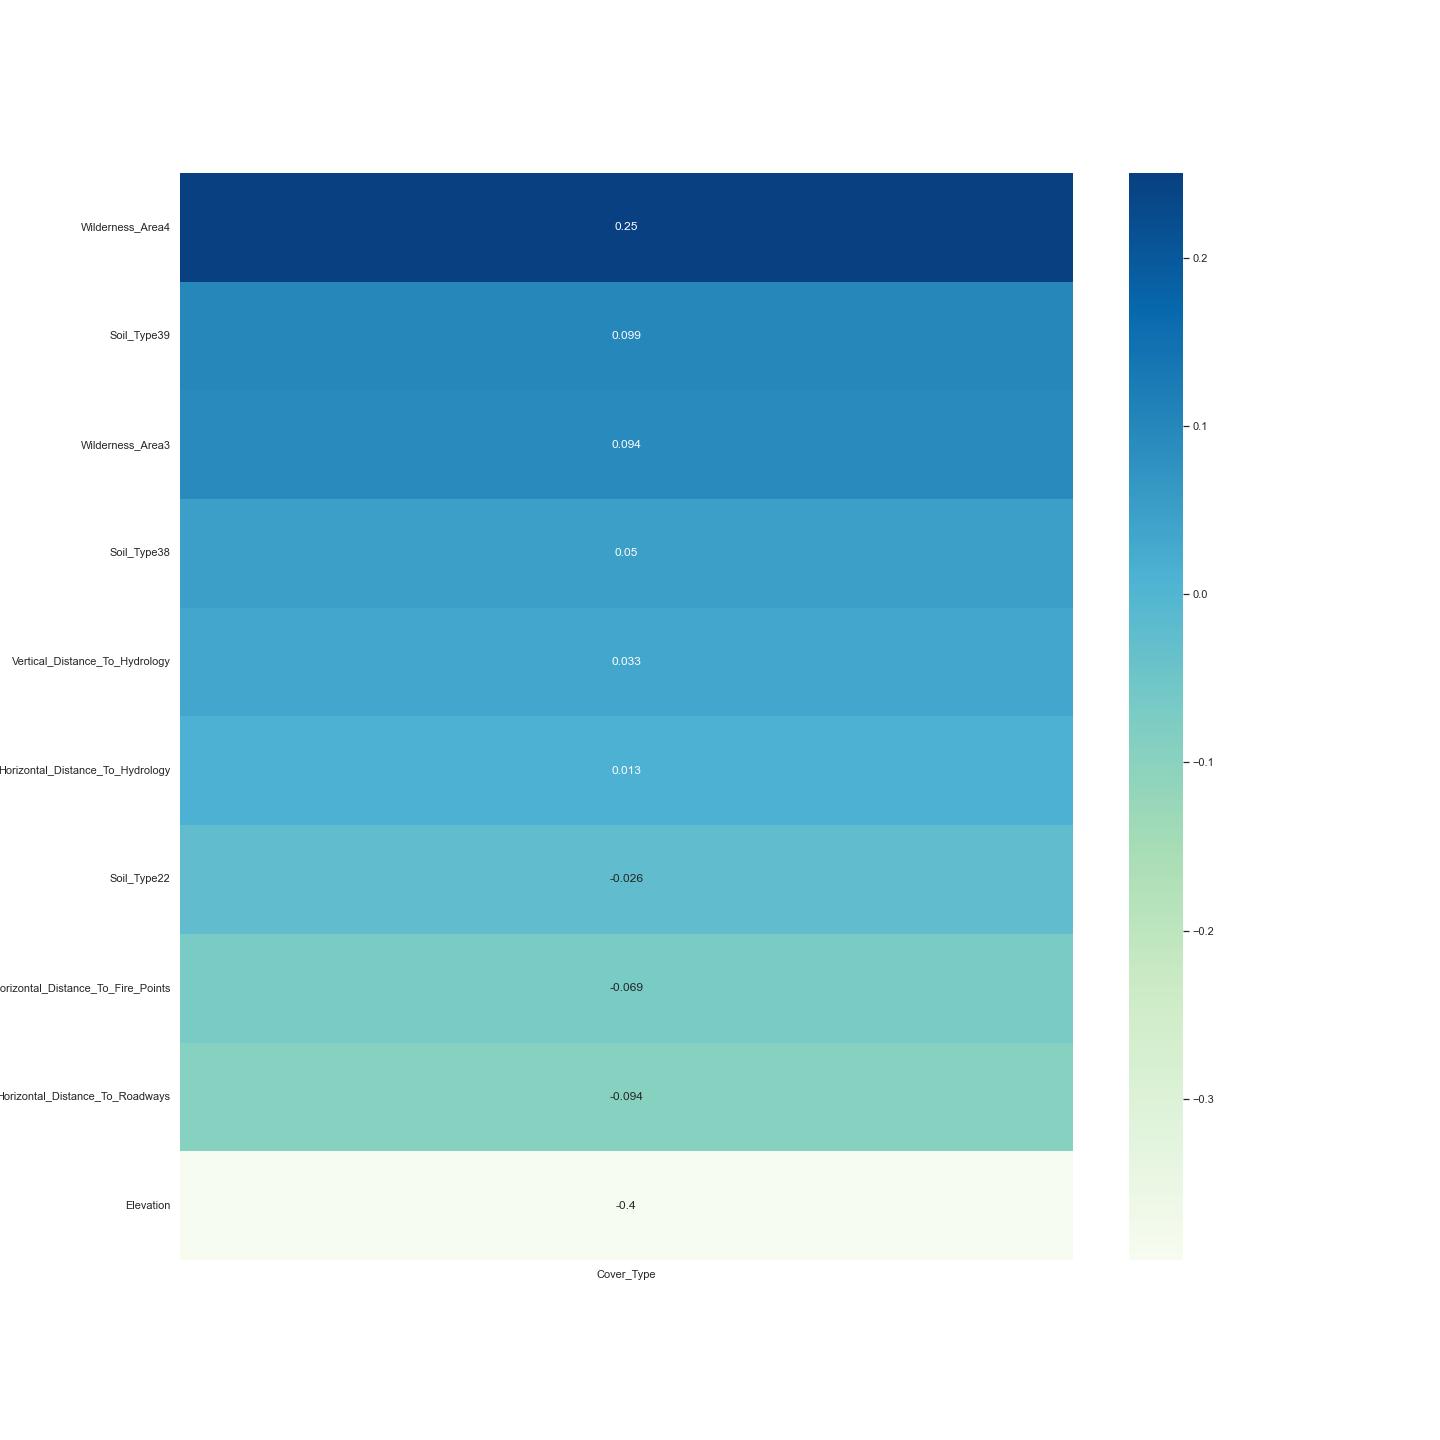 Wilderness_Area4 0.25
Soil_Type39 0.099
Wilderness_Area3 0.094
Soil_Type38 0.05
Vertical_Distance_To_Hydrology 0.033
Horizontal_Distance_To_Hydrology 0.013
Soil_Type22 -0.026
orizontal_Distance_To_Fire_Points -0.069
Horizontal_Distance_To_Roadways -0.094
Elevation -0.4
Cover_Type
0.2
0.1
0.0
−0.1
−0.2
−0.3